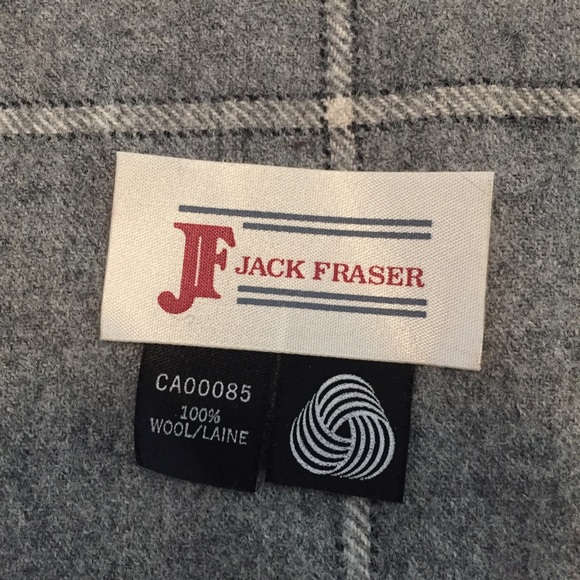 JF JACK FRASER
CA00085
100%
WOOL/LAINE